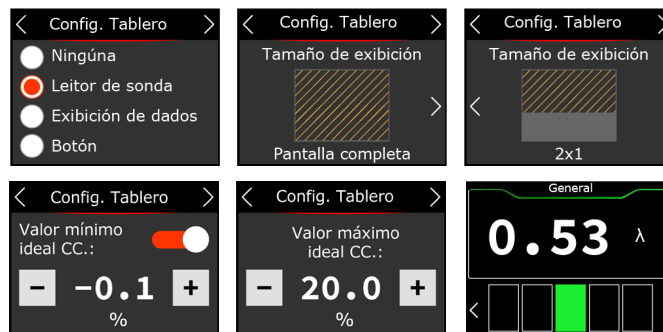 Config. Tablero
Ningúna
Leitor de sonda
Exibición de dados
Botón
Config. Tablero
Tamaño de exibición
Pantalla completa
Config. Tablero
Tamaño de exibición
2x1
Config. Tablero
Valor mínimo
ideal CC.:
− −0.1 +
%
Config. Tablero
Valor máximo
ideal CC.:
− 20.0 +
%
General
0.53 λ